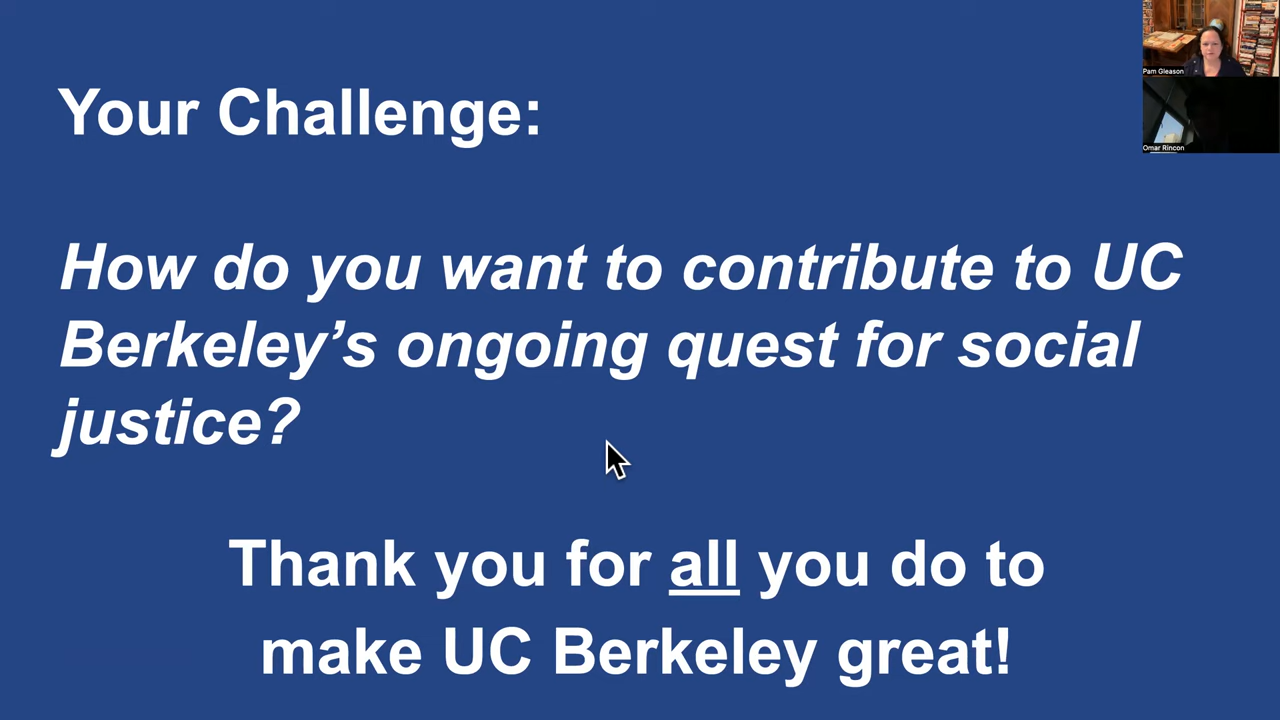 Your Challenge:
How do you want to contribute to UC
Berkeley’s ongoing quest for social
justice?
Thank you for all you do to
make UC Berkeley great!
Pam Gleason
Omar Rincon